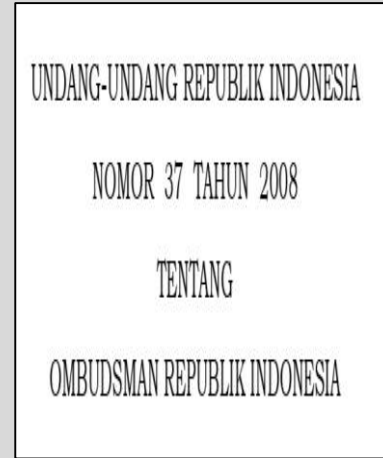 UNDANG-UNDANG REPUBLIK INDONESIA
NOMOR 37 TAHUN 2008
TENTANG
OMBUDSMAN REPUBLIK INDONESIA